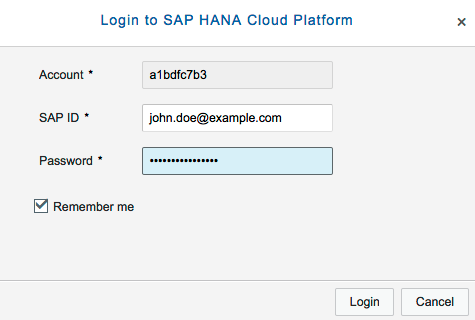 Login to SAP HANA Cloud Platform
Account *
a1bdfc7b3
SAP ID *
john.doe@example.com
Password *
••••••••••••••••
Remember me
Login
Cancel